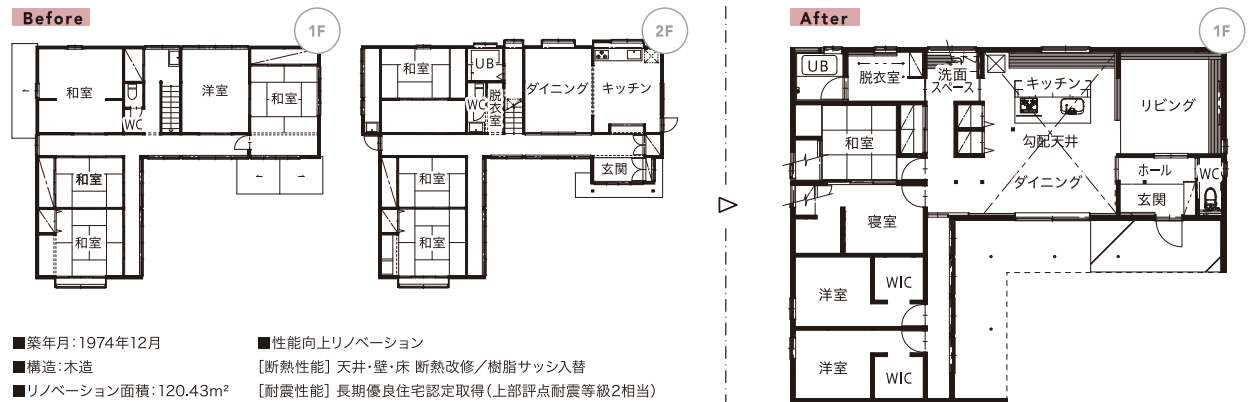 Before
1F
和室
WC
洋室
和室
和室
和室
2F
和室
UB
WC
脱衣室
ダイニング
キッチン
玄関
和室
和室
After
1F
UB
脱衣室
洗面
スペース
キッチン
リビング
和室
勾配天井
ダイニング
ホール
WC
玄関
寝室
洋室
WIC
洋室
WIC
■築年月:1974年12月
■構造:木造
■リノベーション面積:120.43m²
■性能向上リノベーション
[断熱性能] 天井・壁・床 断熱改修／樹脂サッシ入替
[耐震性能] 長期優良住宅認定取得(上部評点耐震等級2相当)